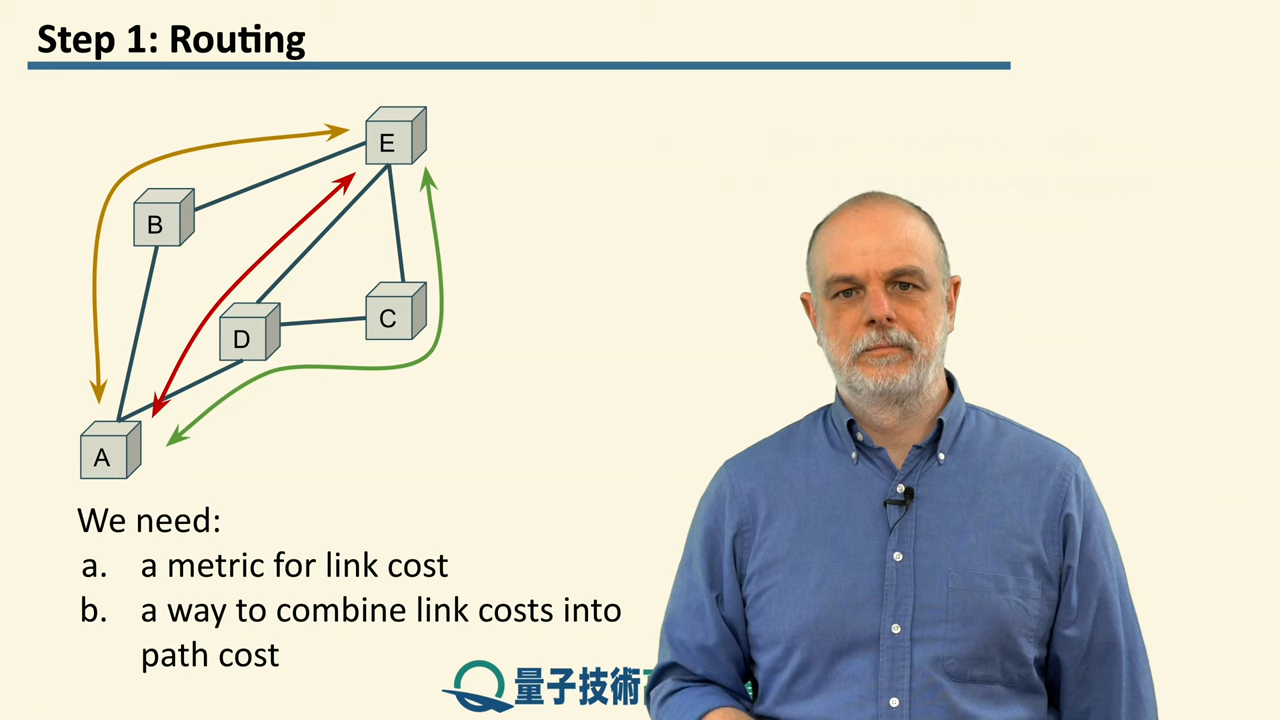 Step 1: Routing
E
B
C
D
A
We need:
a. a metric for link cost
b. a way to combine link costs into
path cost
量子技術